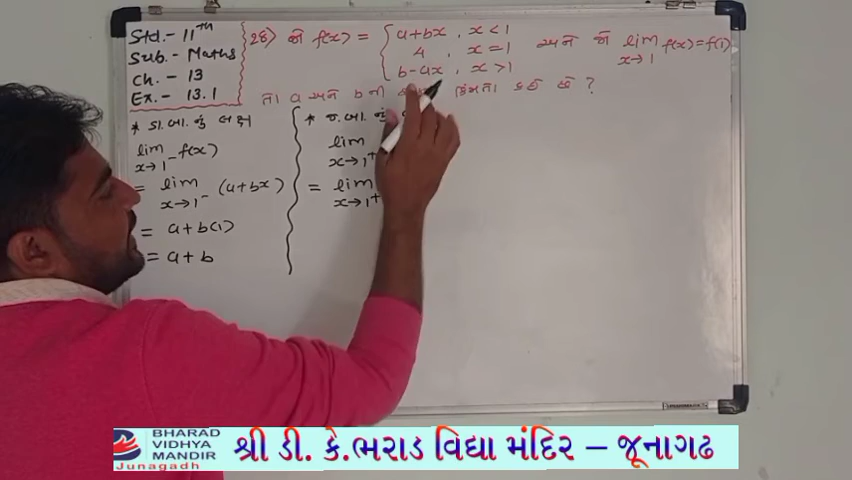 Std.- 11th
Sub.- Maths
Ch. - 13
Ex. - 13.1
28) જો f(x) = { a+bx , x<1
4 , x=1
b-ax , x>1
અને જો lim x→1 f(x) = f(1)
તો a અને b ની કિંમતો કઈ છે ?
* ડા.બા. નું લક્ષ
lim x→1⁻ f(x)
= lim x→1⁻ (a+bx)
= a+b(1)
= a+b
* જ.બા. નું
lim x→1⁺
= lim x→1⁺
BHARAD
VIDHYA
MANDIR
Junagadh
શ્રી ડી. કે.ભરાડ વિદ્યા મંદિર – જૂનાગઢ